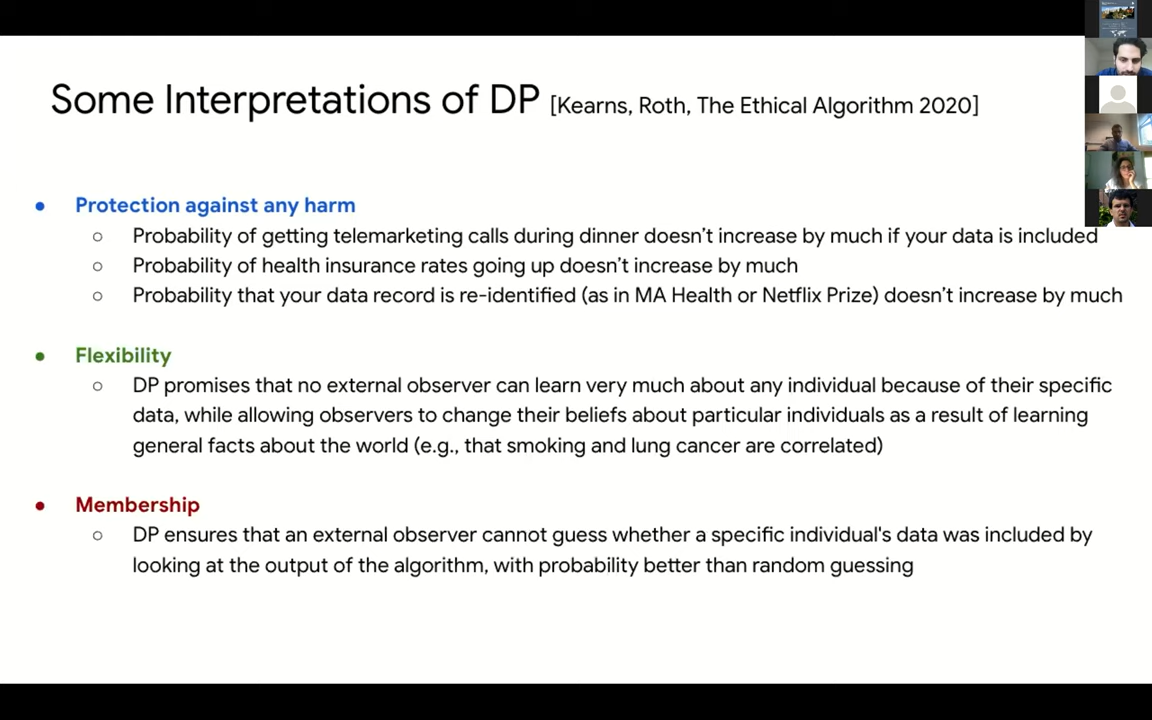 Some Interpretations of DP [Kearns, Roth, The Ethical Algorithm 2020]
● Protection against any harm
○ Probability of getting telemarketing calls during dinner doesn't increase by much if your data is included
○ Probability of health insurance rates going up doesn't increase by much
○ Probability that your data record is re-identified (as in MA Health or Netflix Prize) doesn't increase by much
● Flexibility
○ DP promises that no external observer can learn very much about any individual because of their specific
data, while allowing observers to change their beliefs about particular individuals as a result of learning
general facts about the world (e.g., that smoking and lung cancer are correlated)
● Membership
○ DP ensures that an external observer cannot guess whether a specific individual's data was included by
looking at the output of the algorithm, with probability better than random guessing